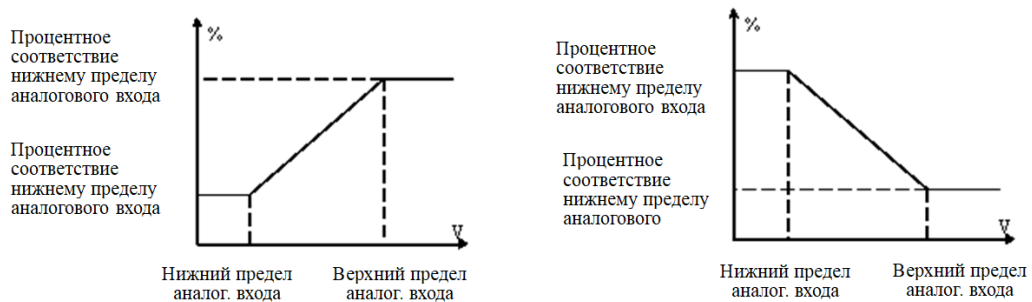 %
Процентное
соответствие
нижнему пределу
аналогового входа
Процентное
соответствие
нижнему пределу
аналогового входа
V
Нижний предел
аналог. входа
Верхний предел
аналог. входа
%
Процентное
соответствие
нижнему пределу
аналогового входа
Процентное
соответствие
нижнему пределу
аналогового
V
Нижний предел
аналог. входа
Верхний предел
аналог. входа